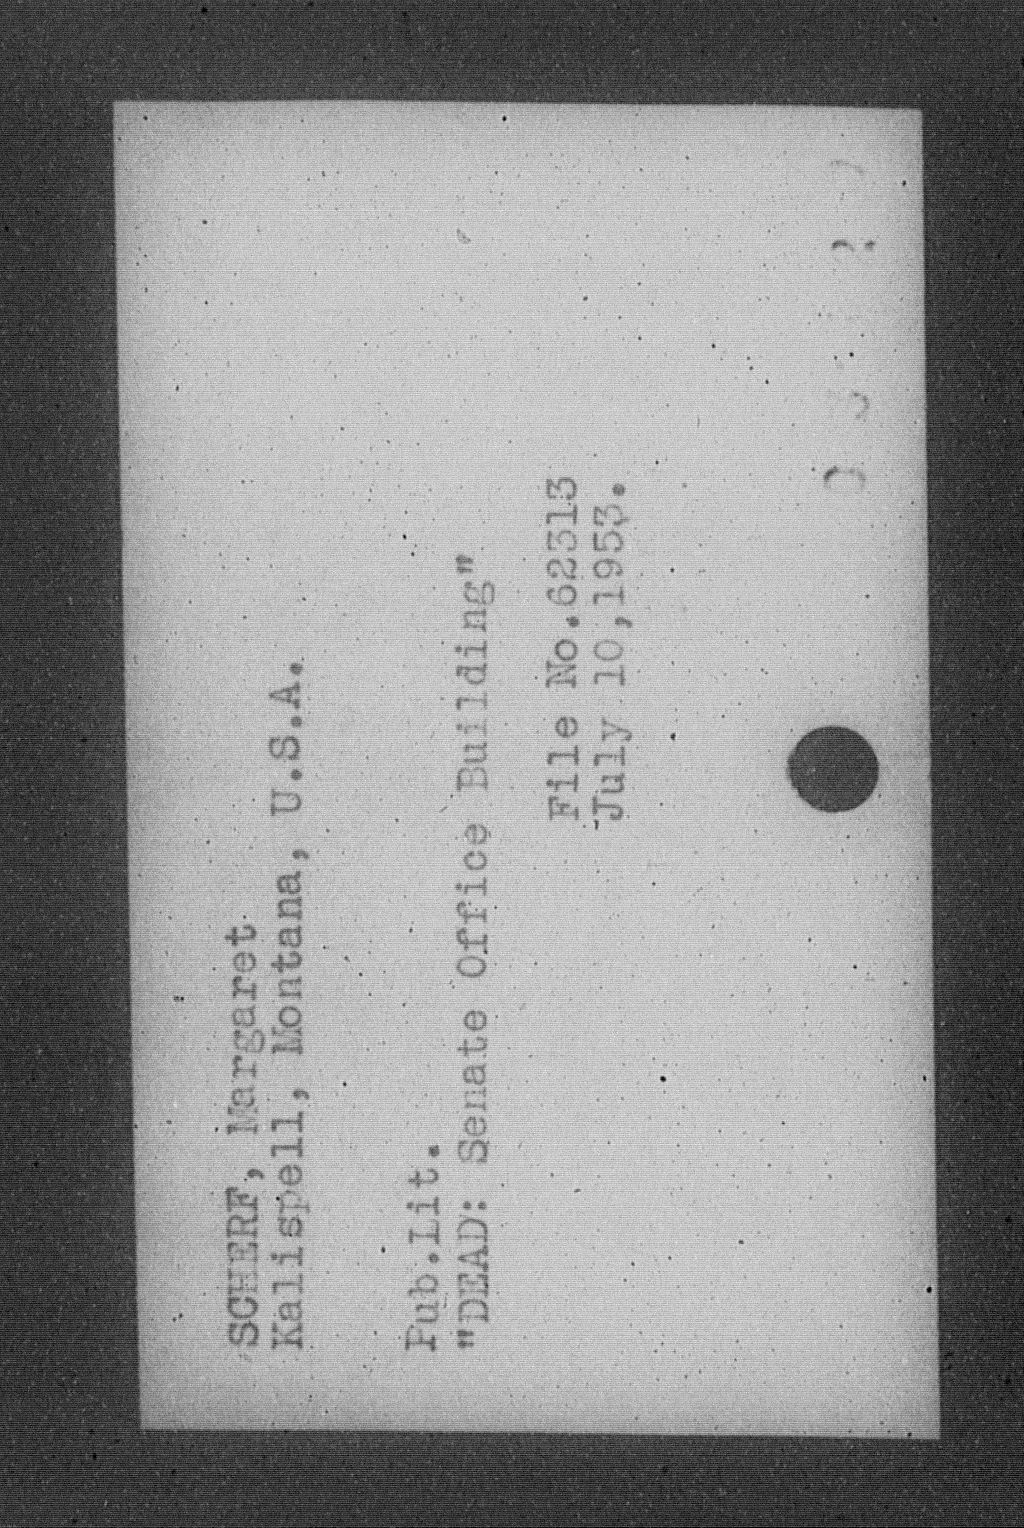 SCHERF, Margaret
Kalispell, Montana, U.S.A.
Pub.Lit.
"DEAD: Senate Office Building"
File No.62313
July 10,1953.